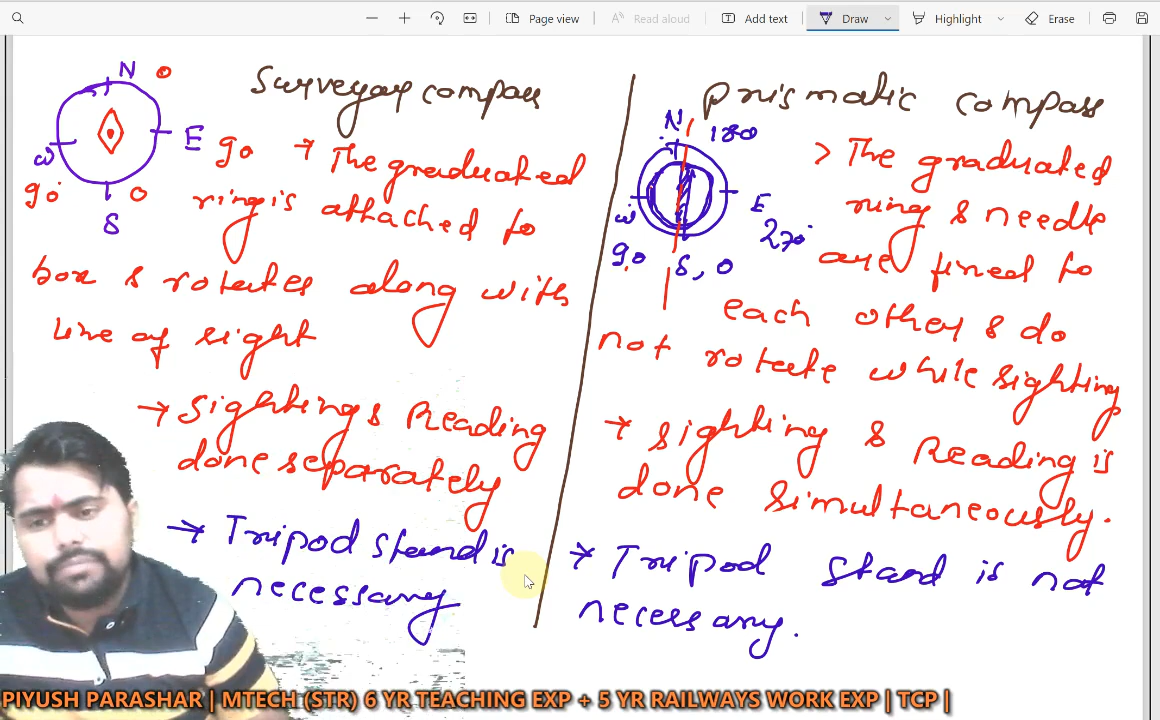 Page view
Read aloud
Add text
Draw
Highlight
Erase
Surveyor compass
N 0
E 90
W
90°
0
S
→ The graduated
ring is attached to
box & rotates along with
line of sight
→ Sighting & Reading
done separately
→ Tripod stand is
necessary
prismatic compass
N 180
E
270°
W
90
S, 0
> The graduated
ring & needle
are fixed to
each other & do
not rotate while sighting
→ sighting & Reading is
done simultaneously.
→ Tripod stand is not
necessary.
PIYUSH PARASHAR | MTECH (STR) 6 YR TEACHING EXP + 5 YR RAILWAYS WORK EXP | TCP |